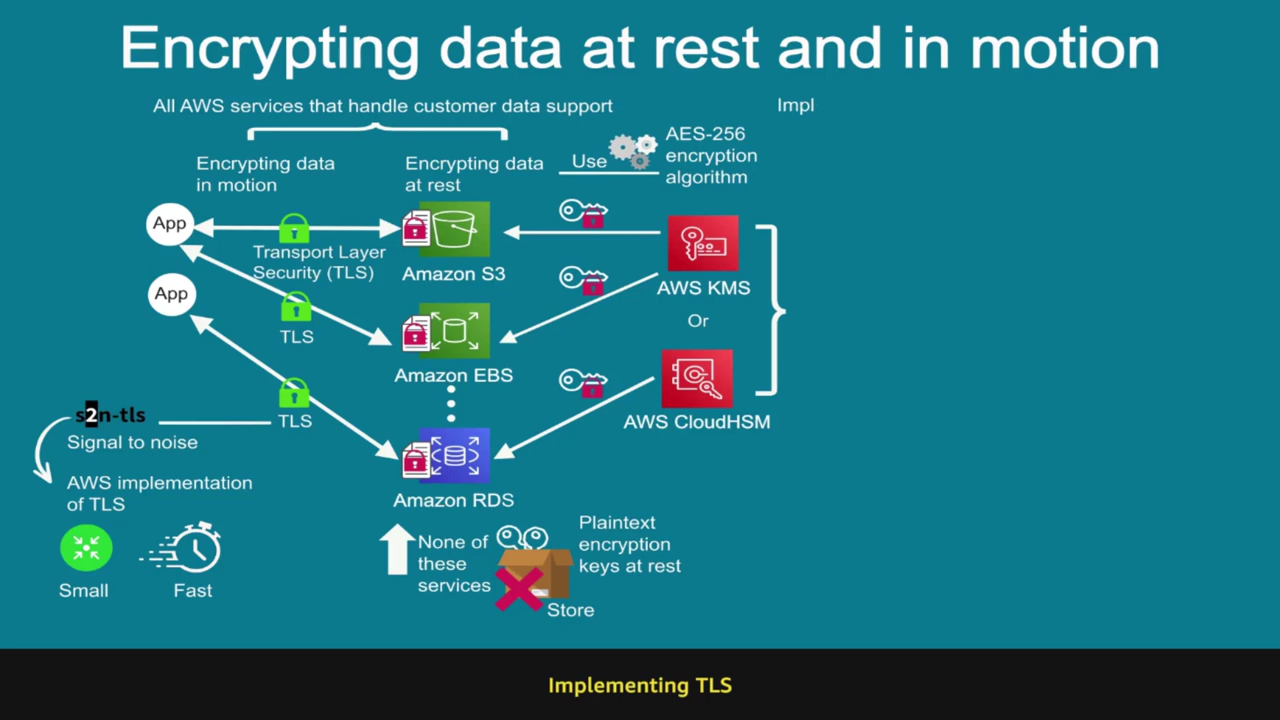 Encrypting data at rest and in motion
All AWS services that handle customer data support
Impl
Encrypting data
in motion
Encrypting data
at rest
Use
AES-256
encryption
algorithm
App
Transport Layer
Security (TLS)
Amazon S3
AWS KMS
App
TLS
Amazon EBS
Or
TLS
AWS CloudHSM
s2n-tls
Signal to noise
AWS implementation
of TLS
Small
Fast
Amazon RDS
None of
these
services
Store
Plaintext
encryption
keys at rest
Implementing TLS